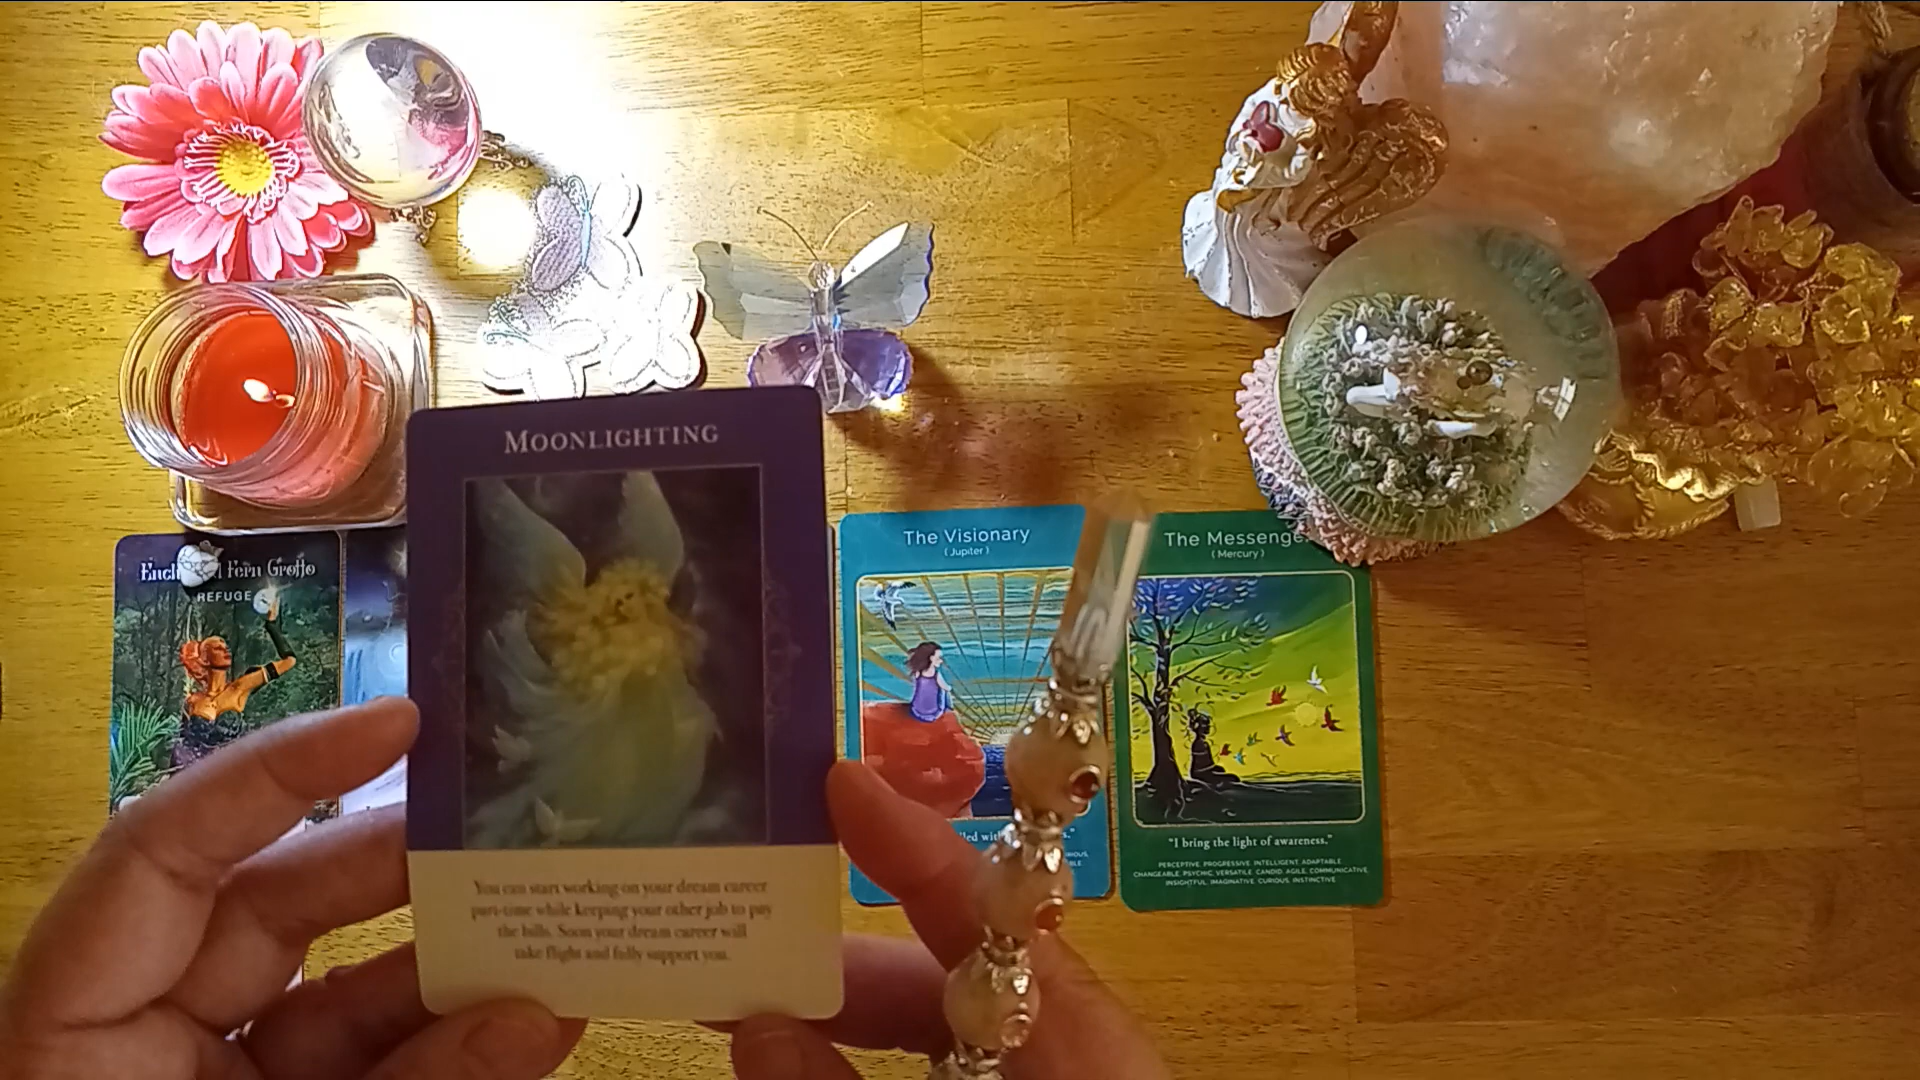 MOONLIGHTING
You can start working on your dream career
part-time while keeping your other job to pay
the bills. Soon your dream career will
take flight and fully support you.
Fern Grotto
REFUGE
The Visionary
(Jupiter)
The Messenge
(Mercury)
"I bring the light of awareness."
PERCEPTIVE, PROGRESSIVE, INTELLIGENT, ADAPTABLE
CHANGEABLE, PSYCHIC, VERSATILE, CANDID, AGILE, COMMUNICATIVE,
INSIGHTFUL, IMAGINATIVE, CURIOUS, INSTINCTIVE